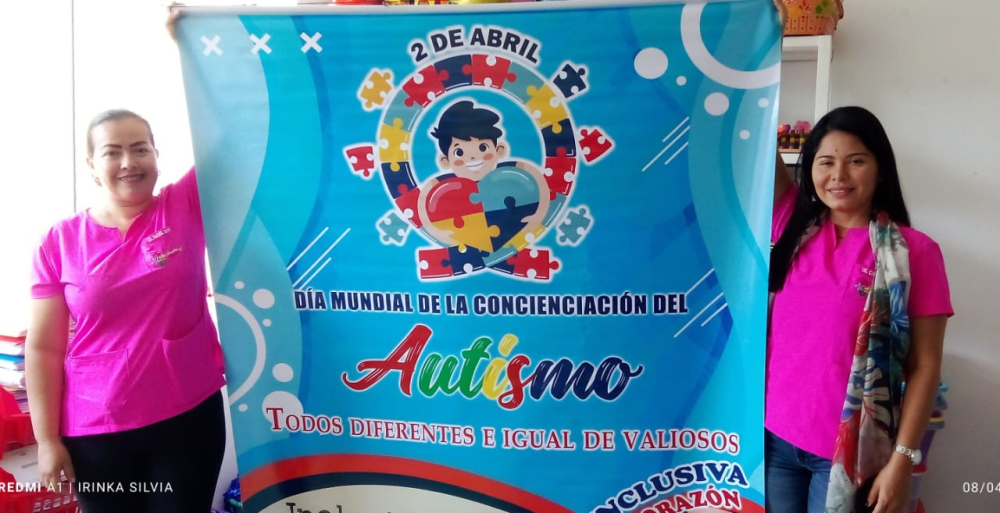 2 DE ABRIL
DÍA MUNDIAL DE LA CONCIENCIACIÓN DEL
Autismo
TODOS DIFERENTES E IGUAL DE VALIOSOS
INCLUSIVA
CORAZÓN
REDMI A1 | IRINKA SILVIA
08/04